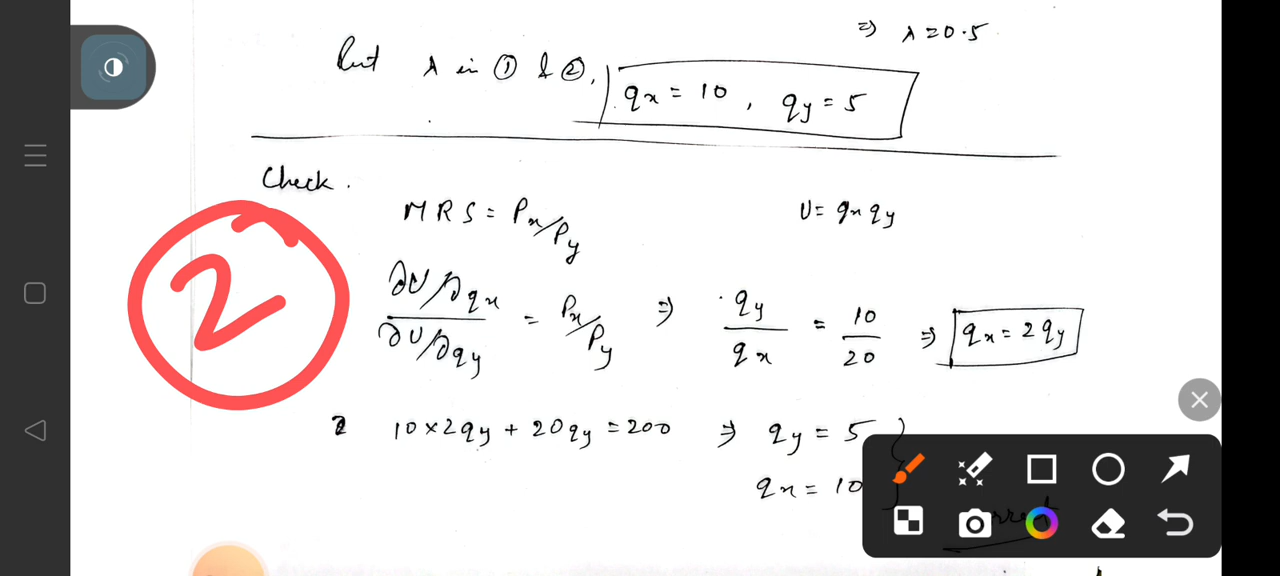 ⇒ λ = 0.5
Put λ in ① & ②, qx = 10, qy = 5
Check.
MRS = Px/Py U = qx qy
∂U/∂qx / ∂U/∂qy = Px/Py ⇒ qy/qx = 10/20 ⇒ qx = 2qy
2
10×2qy + 20qy = 200 ⇒ qy = 5
qx = 10